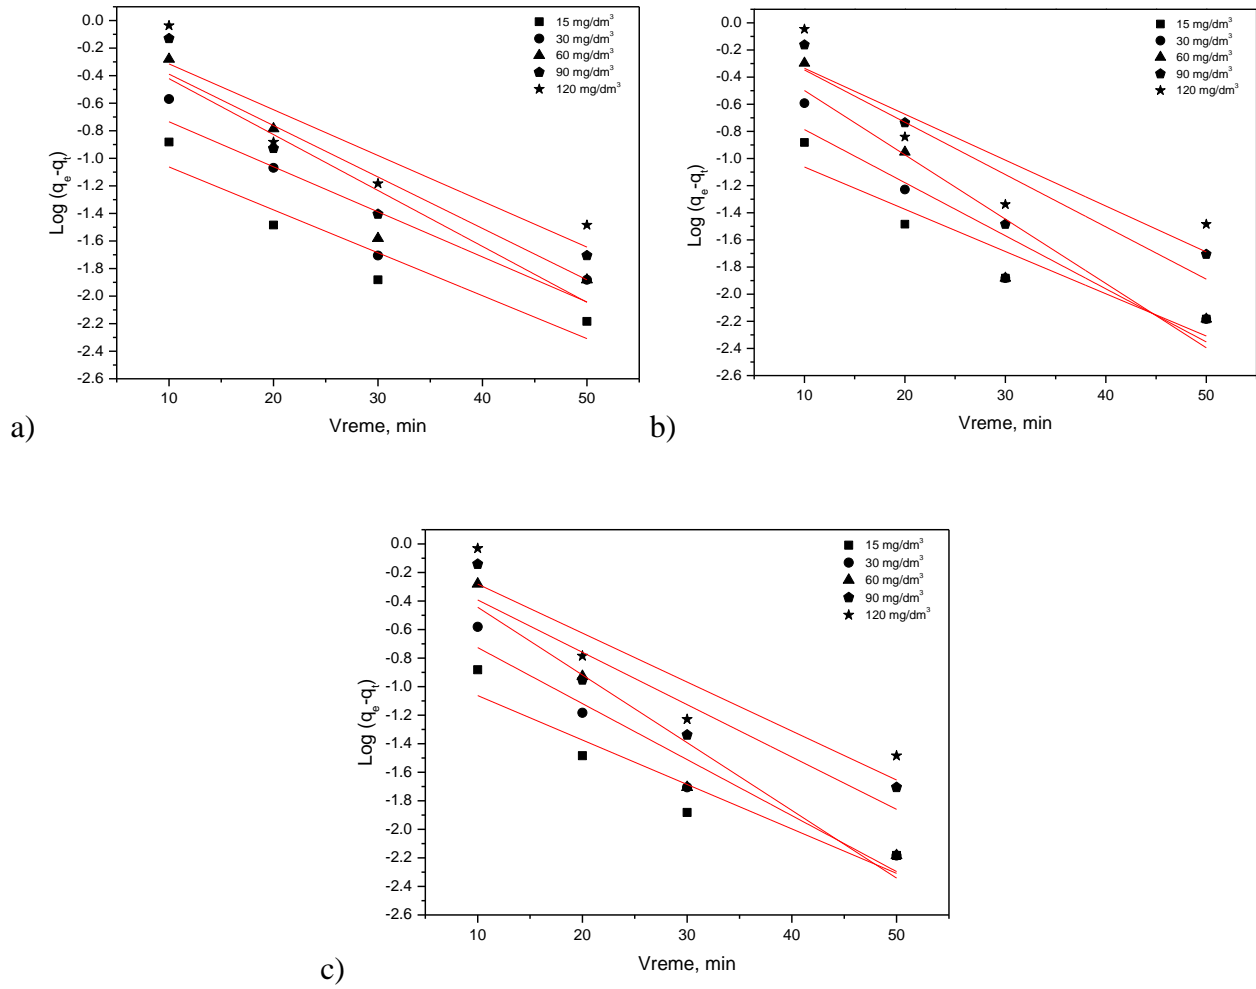 0.0
-0.2
-0.4
-0.6
-0.8
-1.0
-1.2
-1.4
-1.6
-1.8
-2.0
-2.2
-2.4
-2.6
Log (qₑ-qₜ)
10 20 30 40 50
Vreme, min
15 mg/dm³
30 mg/dm³
60 mg/dm³
90 mg/dm³
120 mg/dm³
a)
0.0
-0.2
-0.4
-0.6
-0.8
-1.0
-1.2
-1.4
-1.6
-1.8
-2.0
-2.2
-2.4
-2.6
Log (qₑ-qₜ)
10 20 30 40 50
Vreme, min
15 mg/dm³
30 mg/dm³
60 mg/dm³
90 mg/dm³
120 mg/dm³
b)
0.0
-0.2
-0.4
-0.6
-0.8
-1.0
-1.2
-1.4
-1.6
-1.8
-2.0
-2.2
-2.4
-2.6
Log (qₑ-qₜ)
10 20 30 40 50
Vreme, min
15 mg/dm³
30 mg/dm³
60 mg/dm³
90 mg/dm³
120 mg/dm³
c)